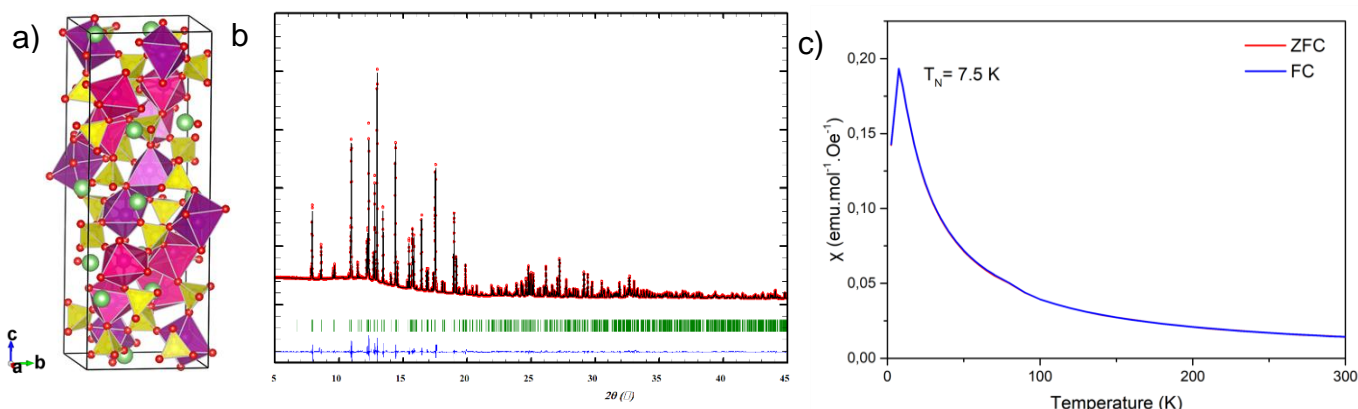 a)
c
a b
b
5 10 15 20 25 30 35 40 45
2θ (▯)
c)
ZFC
FC
T_N= 7.5 K
0,20
0,15
0,10
0,05
0,00
χ (emu.mol⁻¹.Oe⁻¹)
0 100 200 300
Temperature (K)